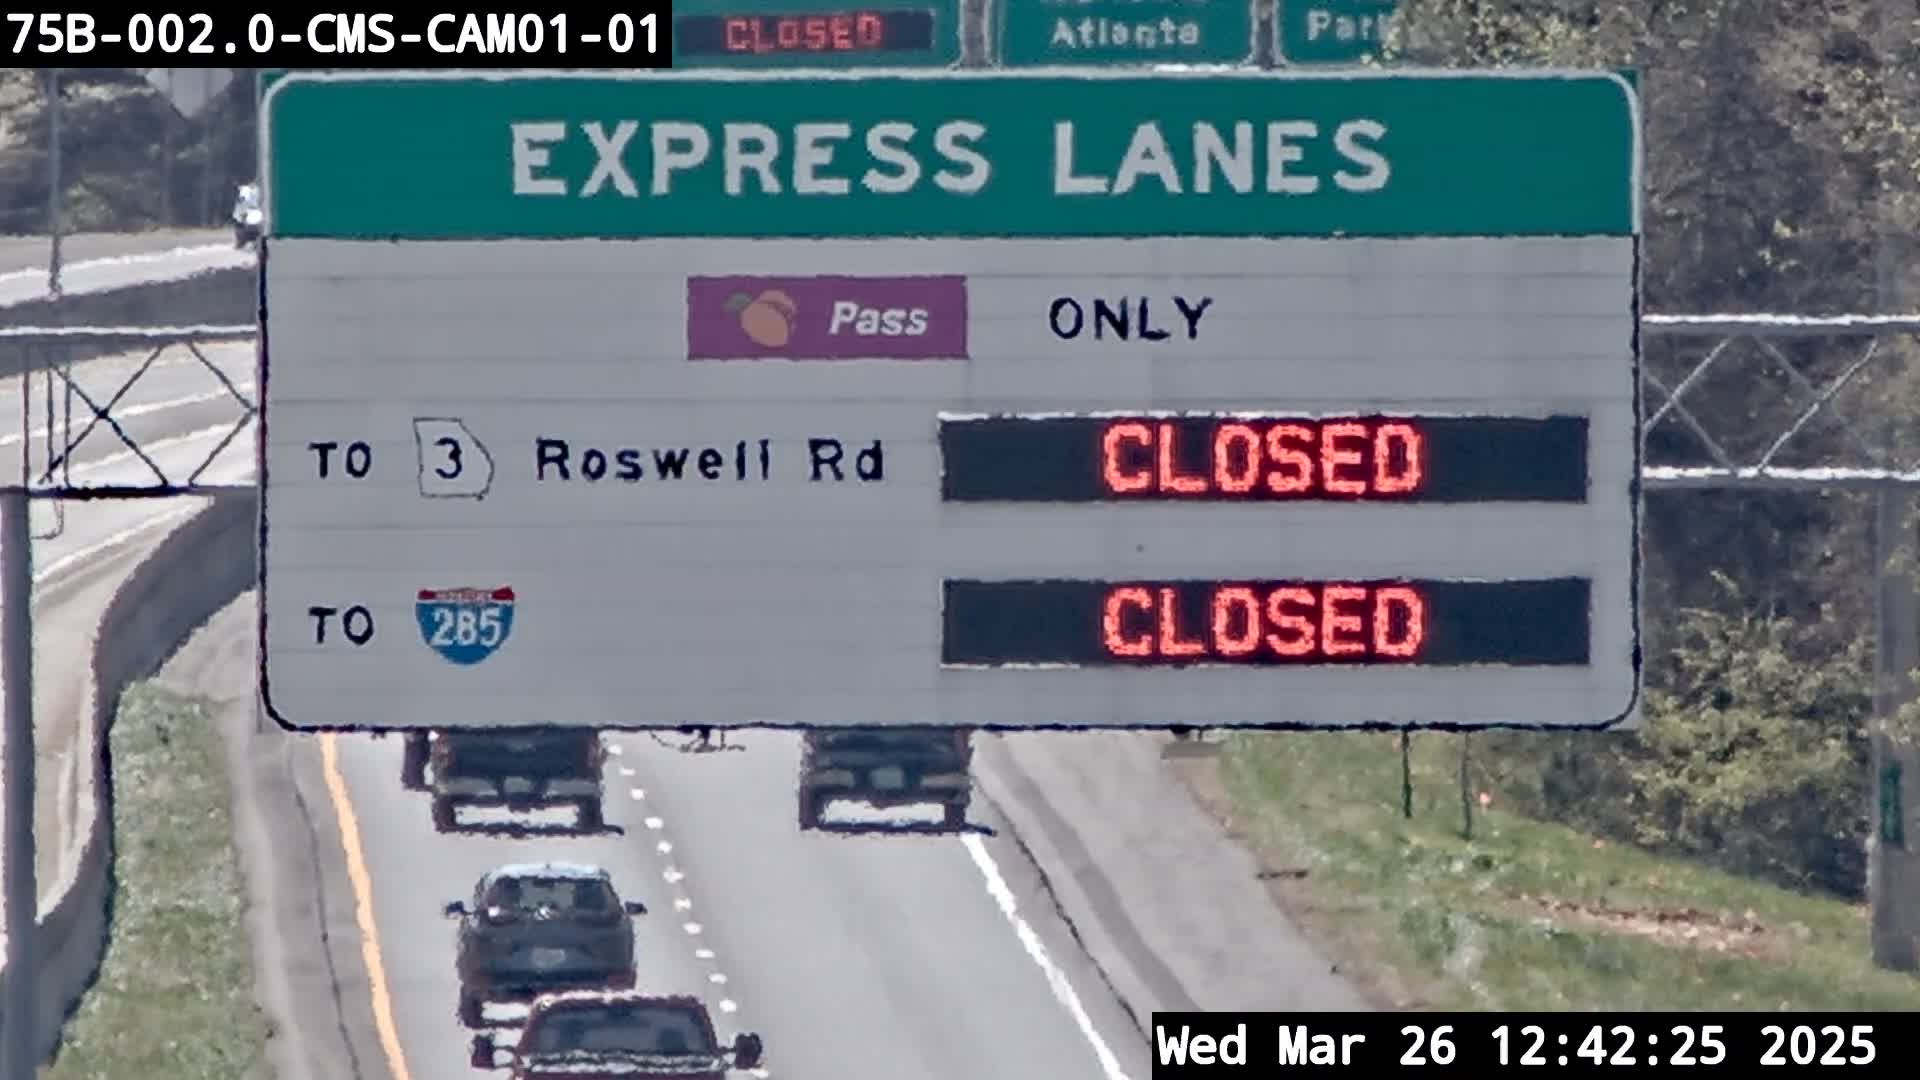 75B-002.0-CMS-CAM01-01
CLOSED
Atlanta
EXPRESS LANES
Pass ONLY
TO 3 Roswell Rd CLOSED
TO 285 CLOSED
Wed Mar 26 12:42:25 2025